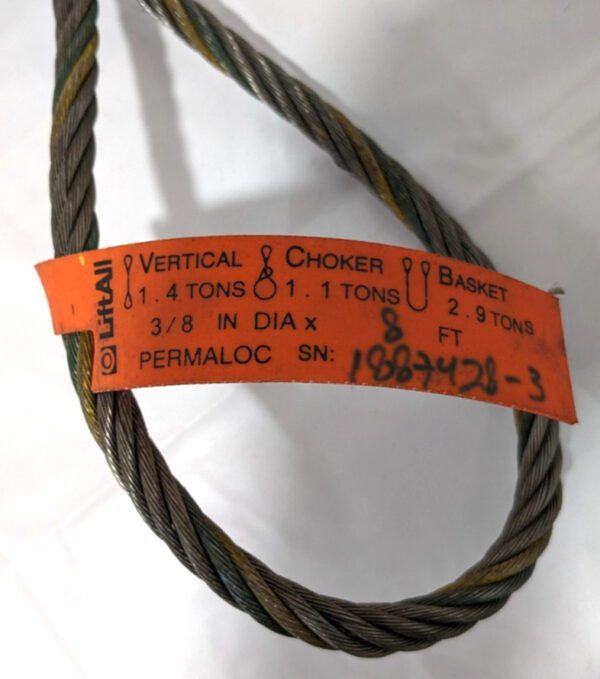 LiftAll
VERTICAL CHOKER BASKET
1.4 TONS 1.1 TONS 2.9 TONS
3/8 IN DIA x 8 FT
PERMALOC SN: 1887428-3